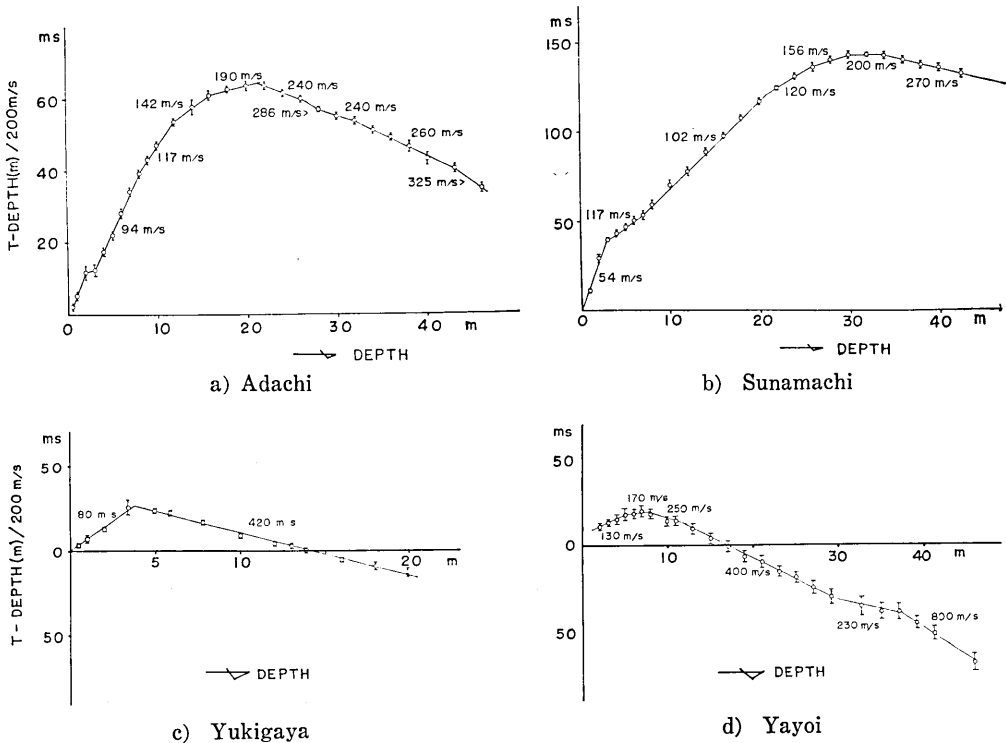 ms
T-DEPTH(m)/200m/s
60
40
20
0
10
20
30
40
m
94 m/s
117 m/s
142 m/s
190 m/s
240 m/s
286 m/s>
240 m/s
260 m/s
325 m/s>
DEPTH
a) Adachi
ms
150
100
50
0
10
20
30
40
m
54 m/s
117 m/s
102 m/s
120 m/s
156 m/s
200 m/s
270 m/s
DEPTH
b) Sunamachi
ms
T-DEPTH(m)/200 m/s
50
0
50
5
10
15
20
m
80 m s
420 m s
DEPTH
c) Yukigaya
ms
50
0
50
10
20
30
40
m
130 m/s
170 m/s
250 m/s
400 m/s
230 m/s
800 m/s
DEPTH
d) Yayoi